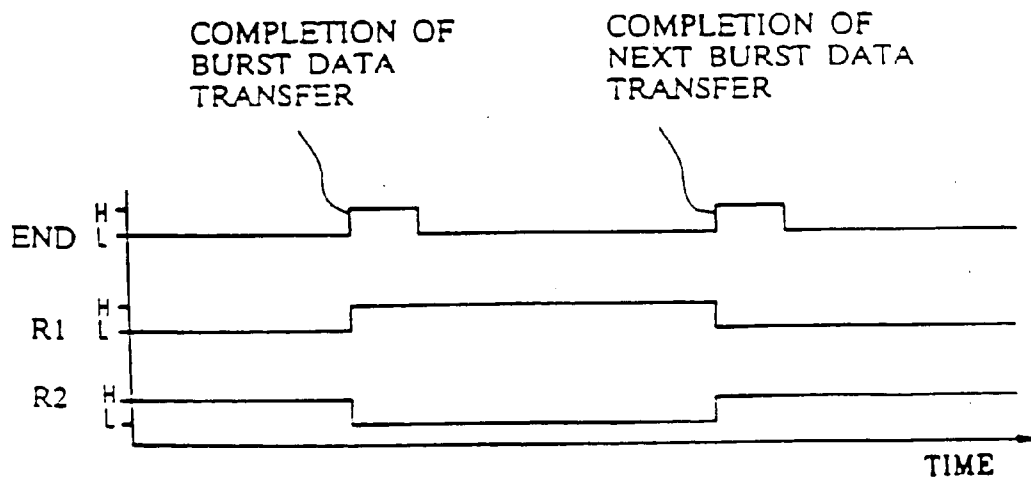 COMPLETION OF
BURST DATA
TRANSFER
COMPLETION OF
NEXT BURST DATA
TRANSFER
H
END L
H
R1 L
R2 H
L
TIME